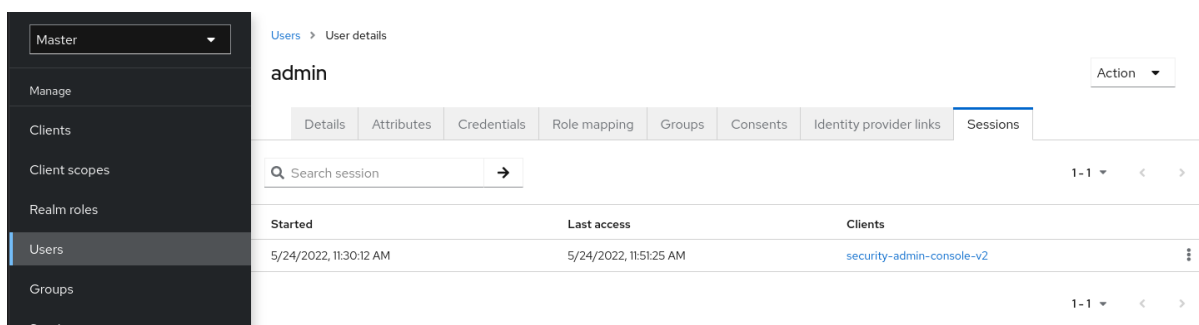 Master
Manage
Clients
Client scopes
Realm roles
Users
Groups
Users > User details
admin
Action
Details Attributes Credentials Role mapping Groups Consents Identity provider links Sessions
Search session
1-1
Started Last access Clients
5/24/2022, 11:30:12 AM 5/24/2022, 11:51:25 AM security-admin-console-v2
1-1